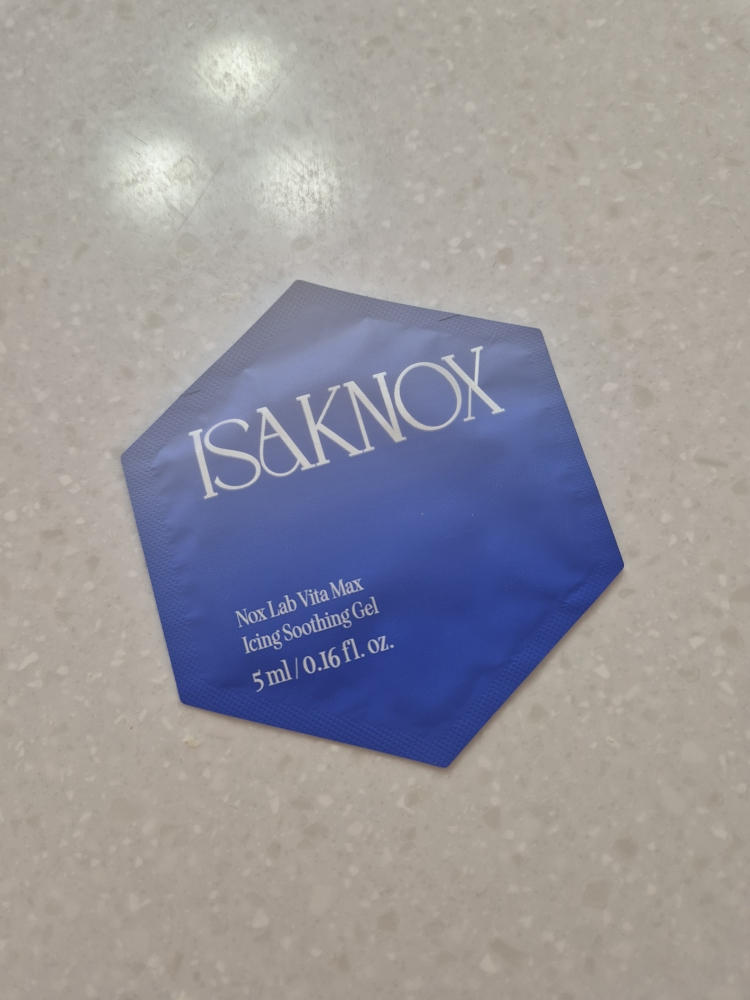 ISAKNOX
Nox Lab Vita Max
Icing Soothing Gel
5 ml / 0.16 fl. oz.